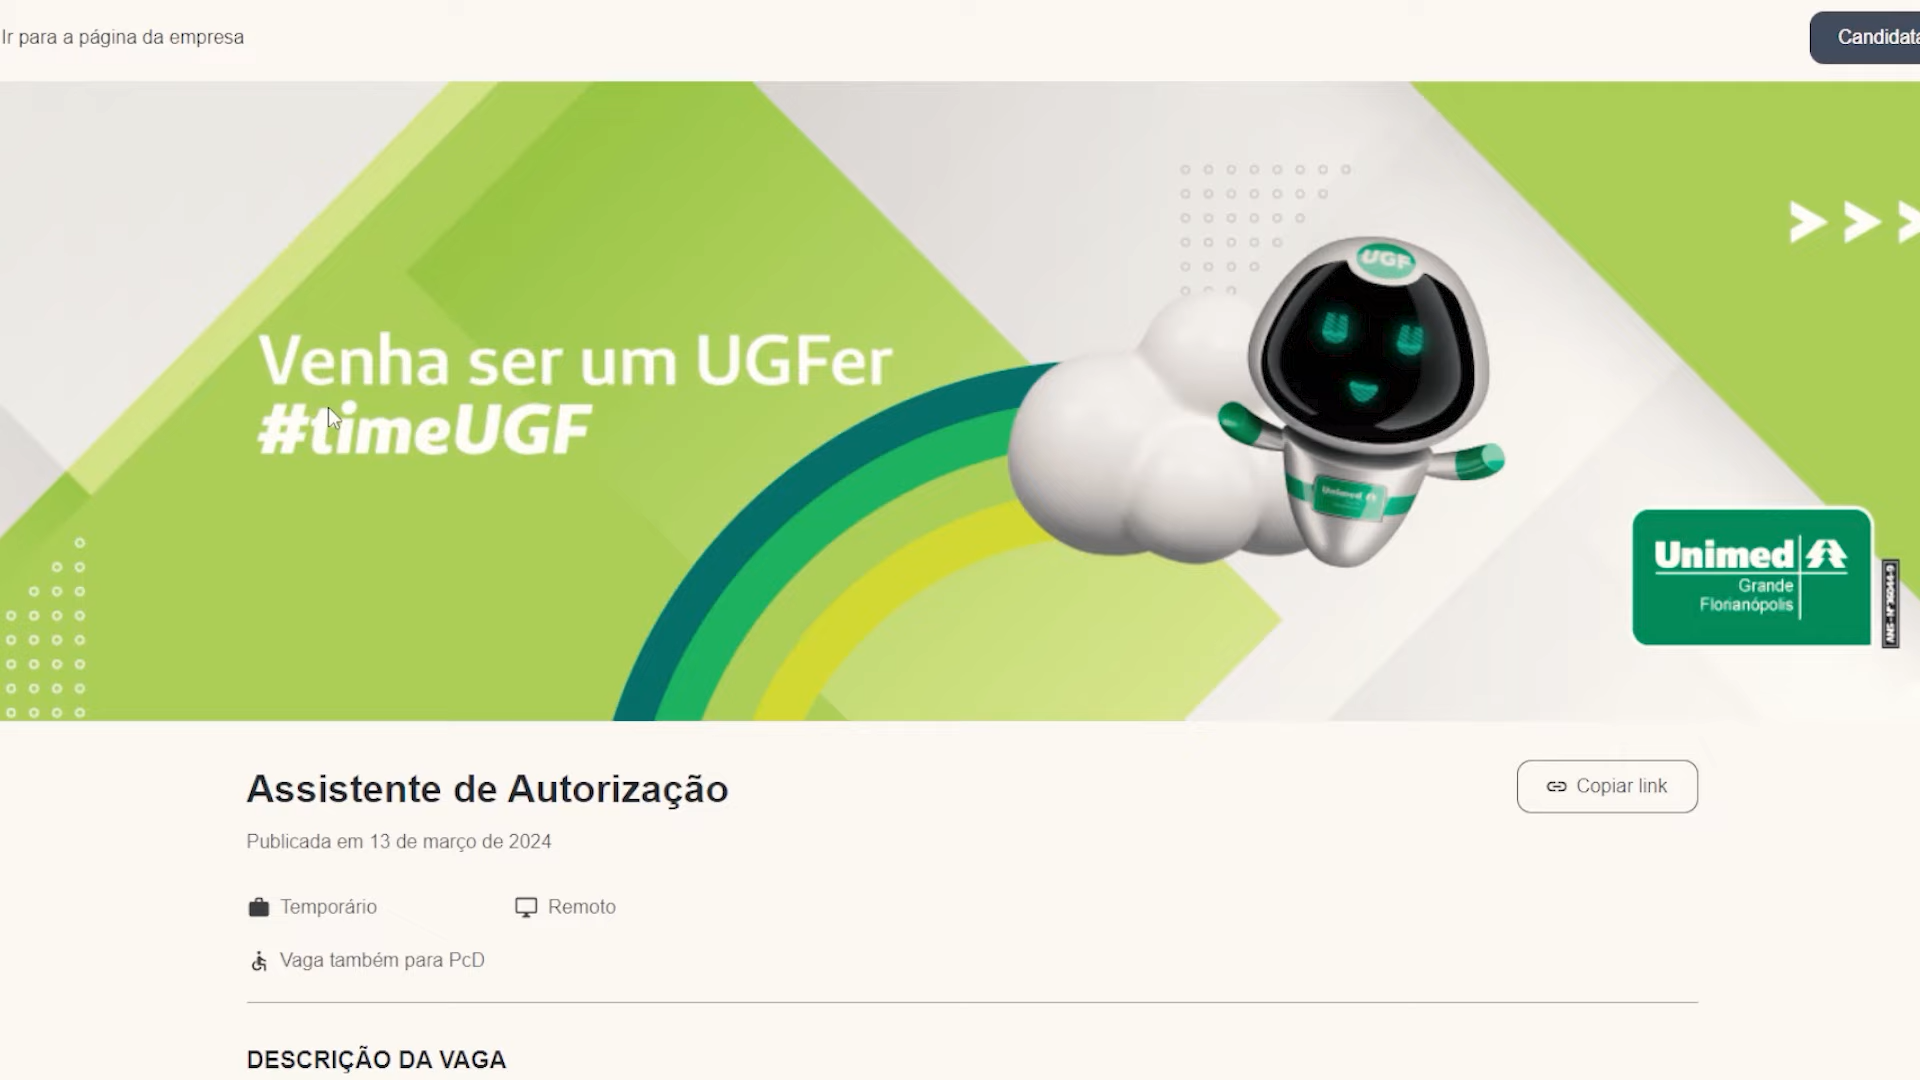 Ir para a página da empresa
Candidata
Venha ser um UGFer
#timeUGF
UGF
Unimed
Unimed
Grande
Florianópolis
Assistente de Autorização
Copiar link
Publicada em 13 de março de 2024
Temporário
Remoto
Vaga também para PcD
DESCRIÇÃO DA VAGA